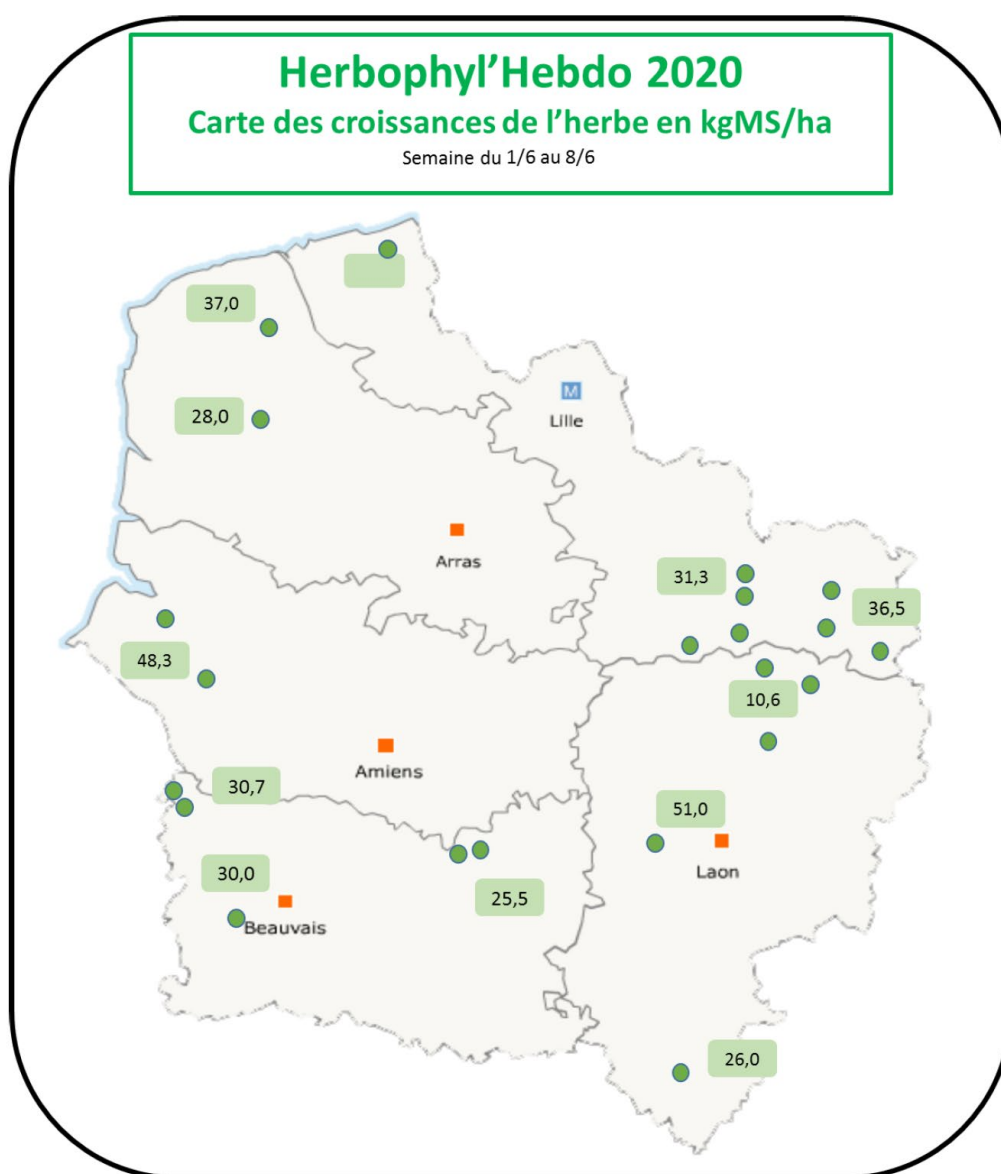 Herbophyl’Hebdo 2020
Carte des croissances de l’herbe en kgMS/ha
Semaine du 1/6 au 8/6
37,0
M
28,0
Lille
Arras
31,3
36,5
48,3
10,6
Amiens
30,7
51,0
Laon
30,0
25,5
Beauvais
26,0